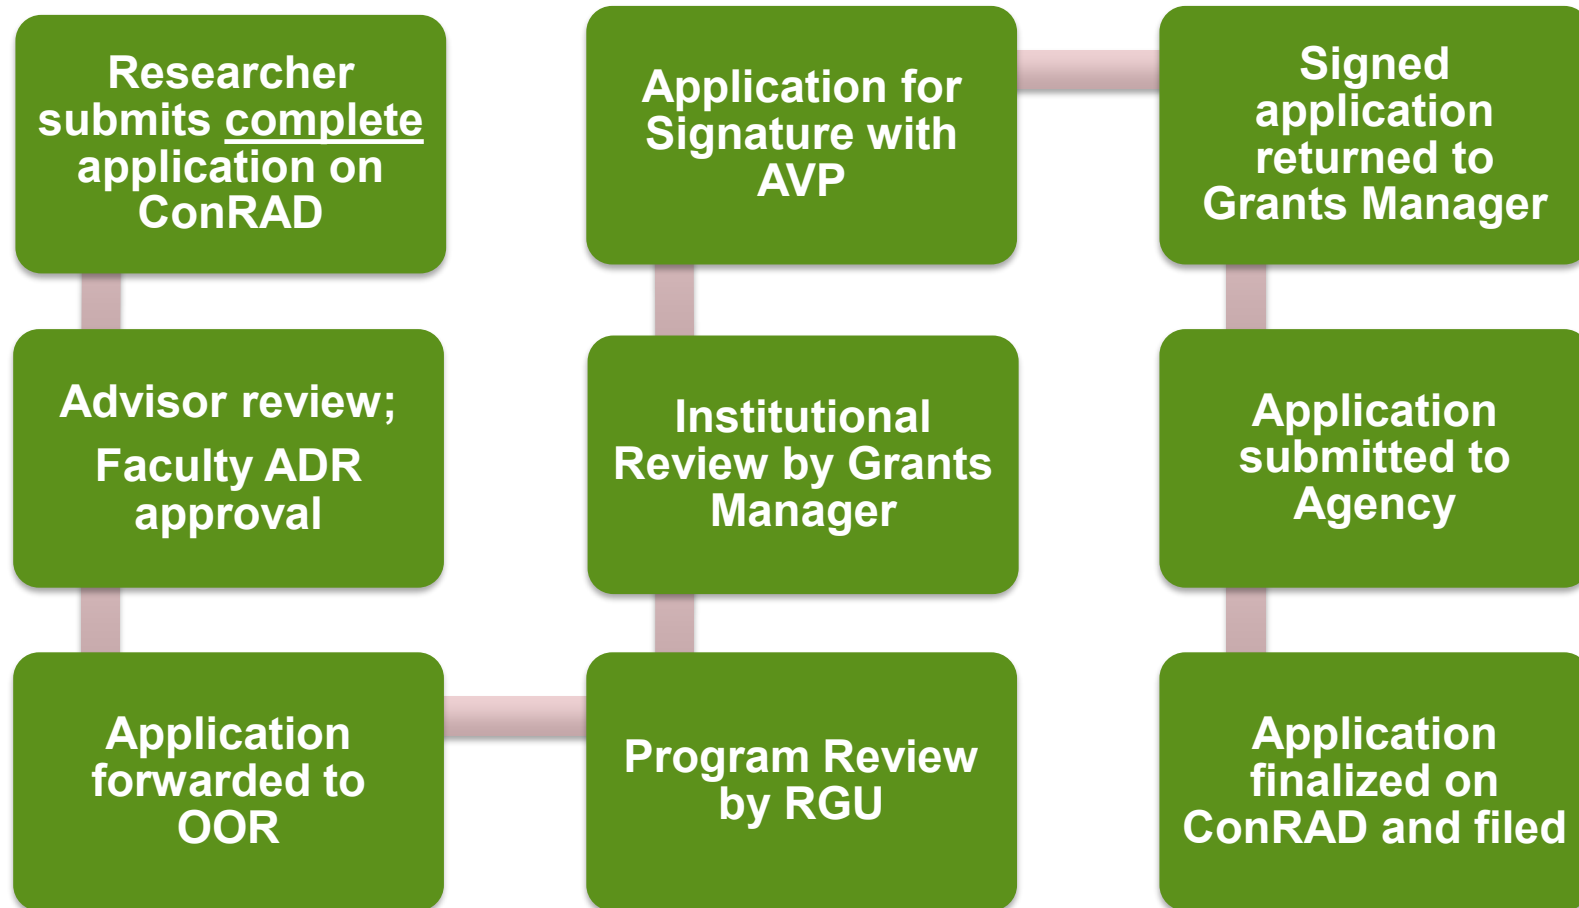 Researcher
submits complete
application on
ConRAD
Advisor review;
Faculty ADR
approval
Application
forwarded to
OOR
Program Review
by RGU
Institutional
Review by Grants
Manager
Application for
Signature with
AVP
Signed
application
returned to
Grants Manager
Application
submitted to
Agency
Application
finalized on
ConRAD and filed